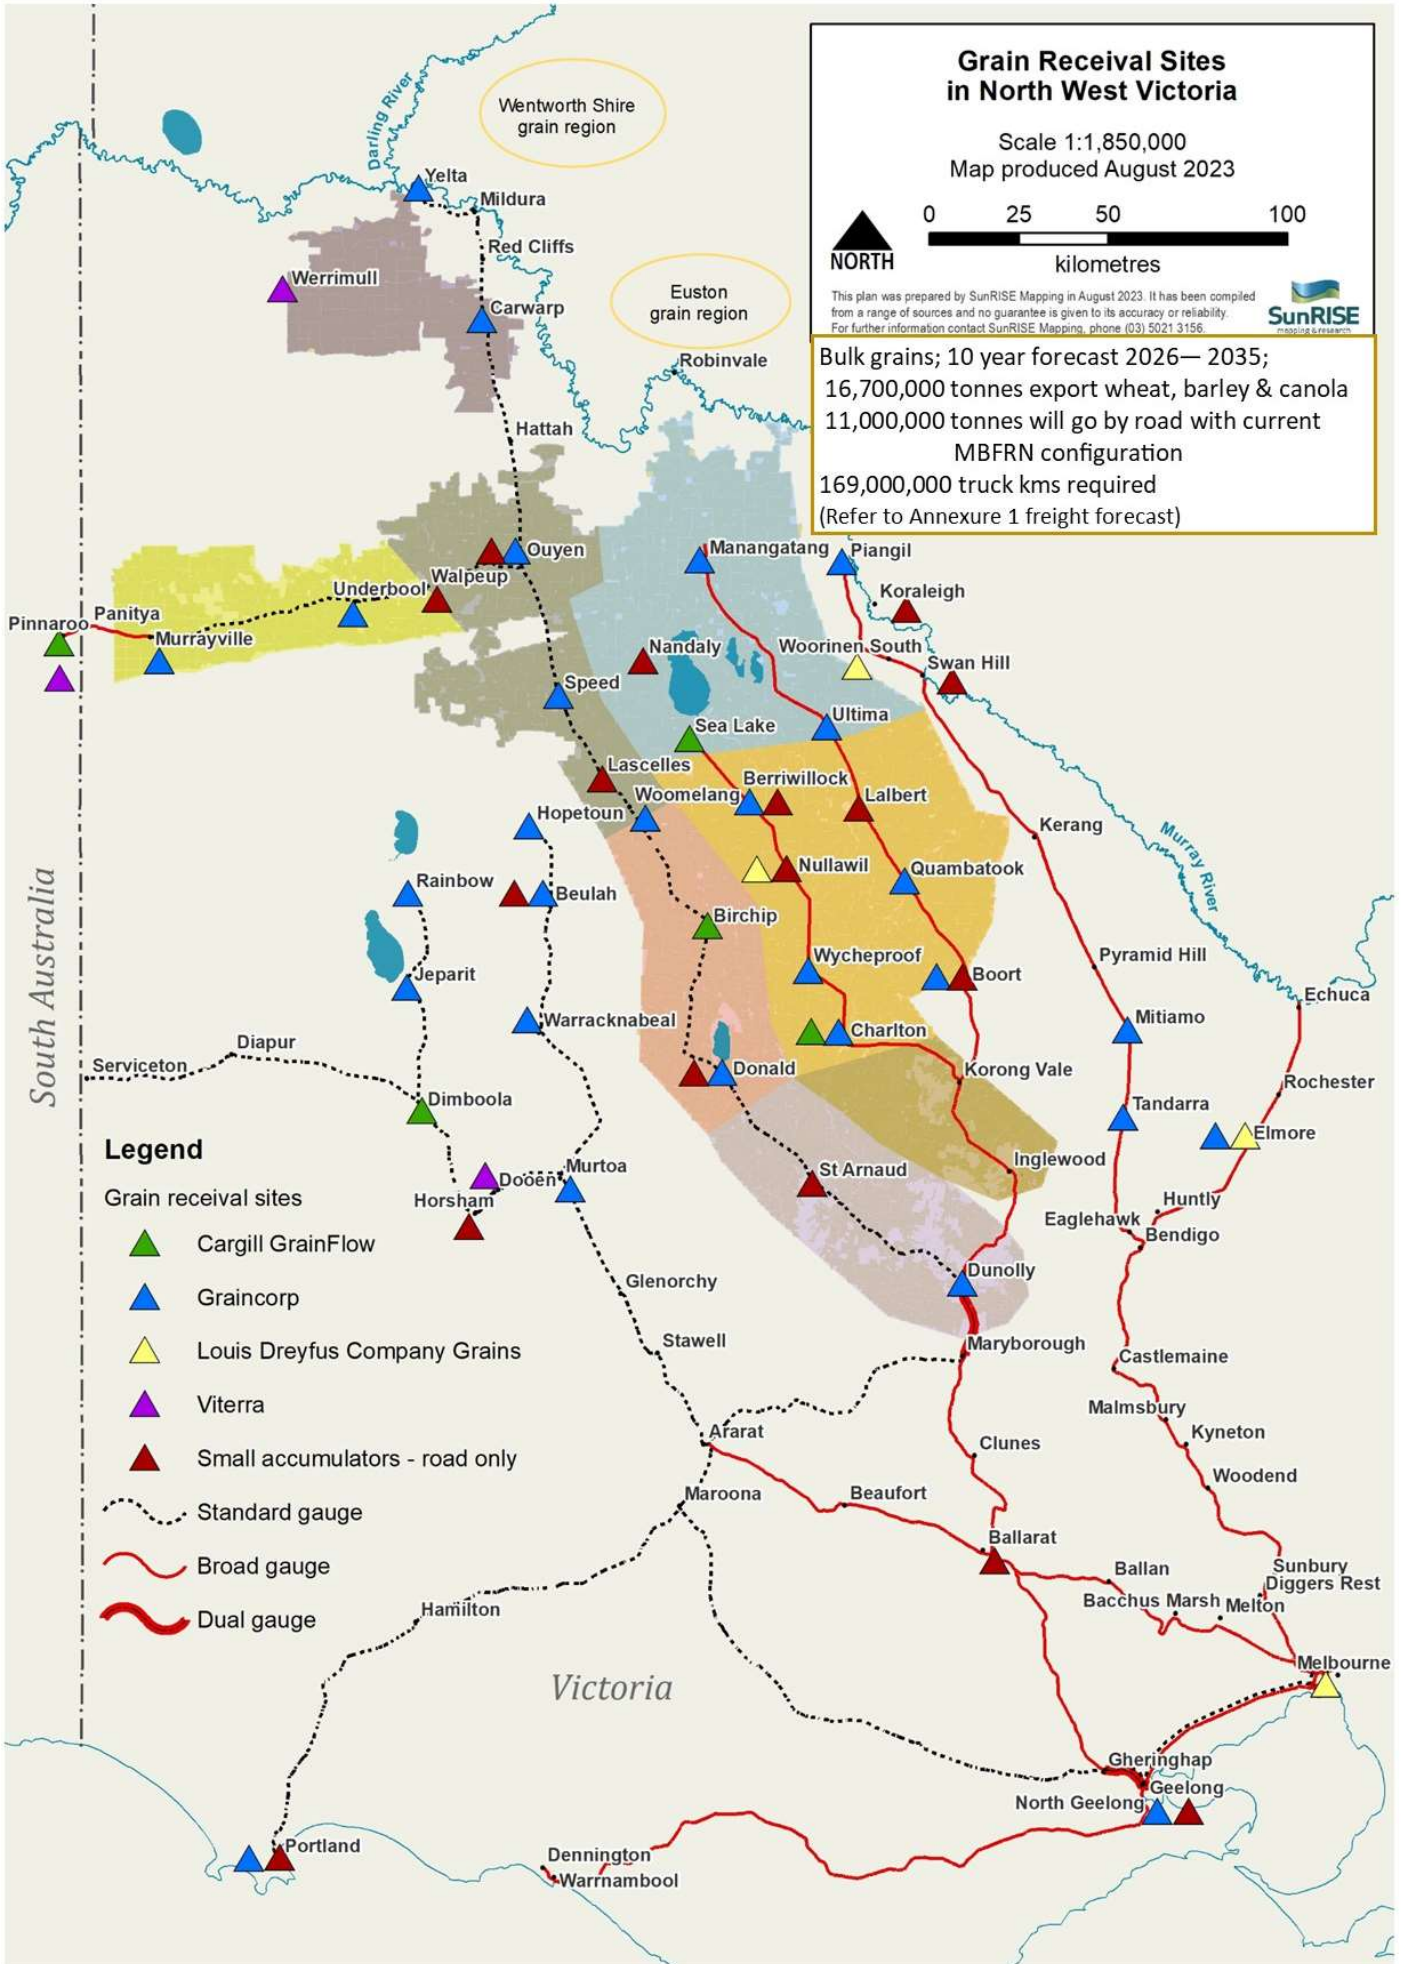 Grain Receival Sites
in North West Victoria
Scale 1:1,850,000
Map produced August 2023
0 25 50 100
kilometres
NORTH
This plan was prepared by SunRISE Mapping in August 2023. It has been compiled
from a range of sources and no guarantee is given to its accuracy or reliability.
For further information contact SunRISE Mapping, phone (03) 5021 3156.
SunRISE
mapping & research
Bulk grains; 10 year forecast 2026— 2035;
16,700,000 tonnes export wheat, barley & canola
11,000,000 tonnes will go by road with current
MBFRN configuration
169,000,000 truck kms required
(Refer to Annexure 1 freight forecast)
Wentworth Shire
grain region
Darling River
Yelta
Mildura
Red Cliffs
Werrimull
Carwarp
Euston
grain region
Robinvale
Hattah
Ouyen
Manangatang
Piangil
Walpeup
Underbool
Koraleigh
Panitya
Pinnaroo
Murrayville
Nandaly
Woorinen South
Swan Hill
Speed
Ultima
Sea Lake
Lascelles
Berriwillock
Woomelang
Lalbert
Hopetoun
Kerang
Murray River
Nullawil
Quambatook
Rainbow
Beulah
Birchip
Wycheproof
Pyramid Hill
Jeparit
Boort
Echuca
Warracknabeal
Charlton
Mitiamo
South Australia
Diapur
Serviceton
Donald
Korong Vale
Rochester
Dimboola
Tandarra
Elmore
Inglewood
St Arnaud
Murtoa
Dooen
Horsham
Huntly
Eaglehawk
Bendigo
Dunolly
Glenorchy
Stawell
Maryborough
Castlemaine
Malmsbury
Ararat
Kyneton
Clunes
Woodend
Maroona
Beaufort
Ballarat
Ballan
Sunbury
Diggers Rest
Bacchus Marsh
Melton
Hamilton
Melbourne
Victoria
Gheringhap
Geelong
North Geelong
Portland
Dennington
Warrnambool
Legend
Grain receival sites
Cargill GrainFlow
Graincorp
Louis Dreyfus Company Grains
Viterra
Small accumulators - road only
Standard gauge
Broad gauge
Dual gauge